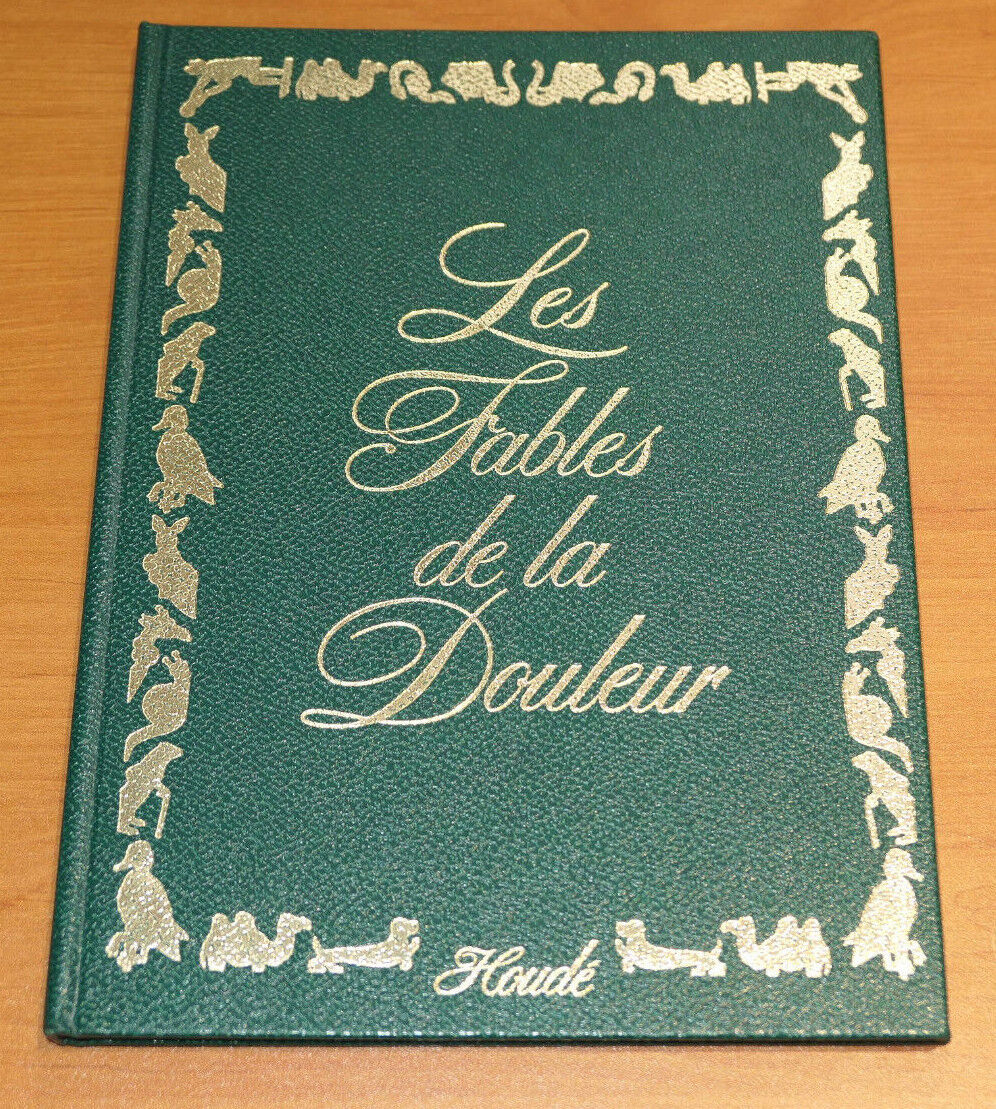 Les
Fables
de la
Douleur
Houdé